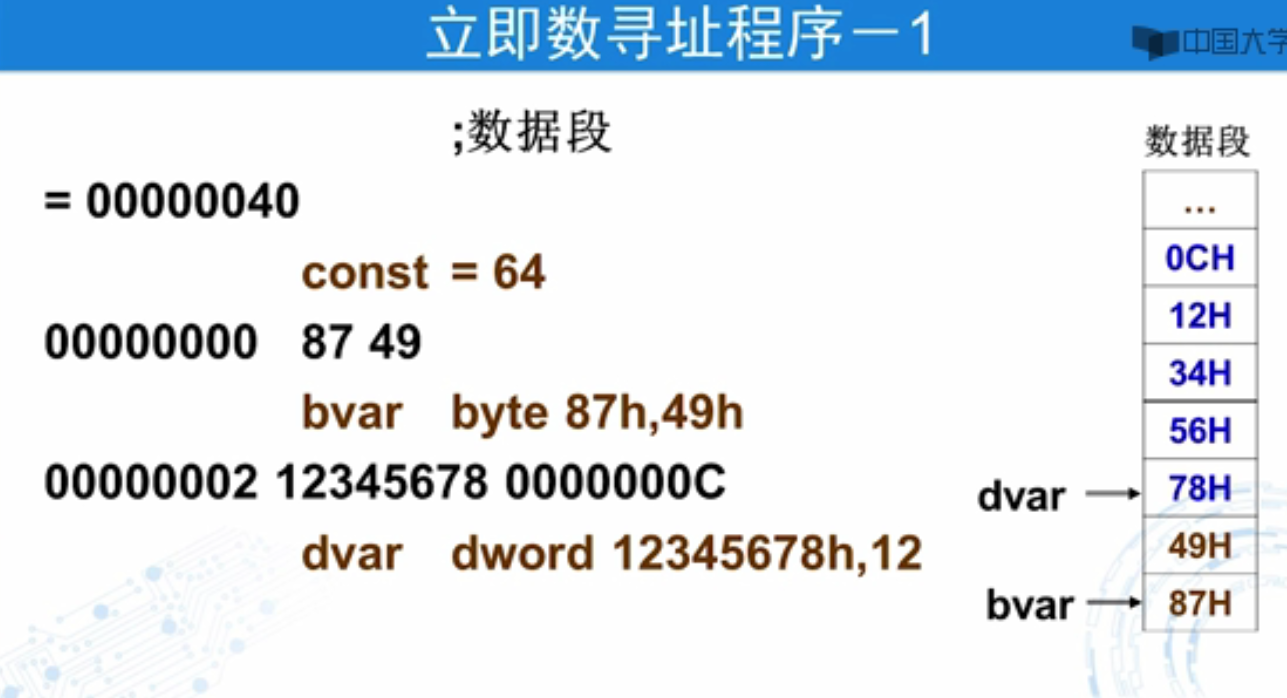 立即数寻址程序－1
中国大学
;数据段
= 00000040
const = 64
00000000 87 49
bvar byte 87h,49h
00000002 12345678 0000000C
dvar dword 12345678h,12
数据段
...
0CH
12H
34H
56H
dvar → 78H
49H
bvar → 87H